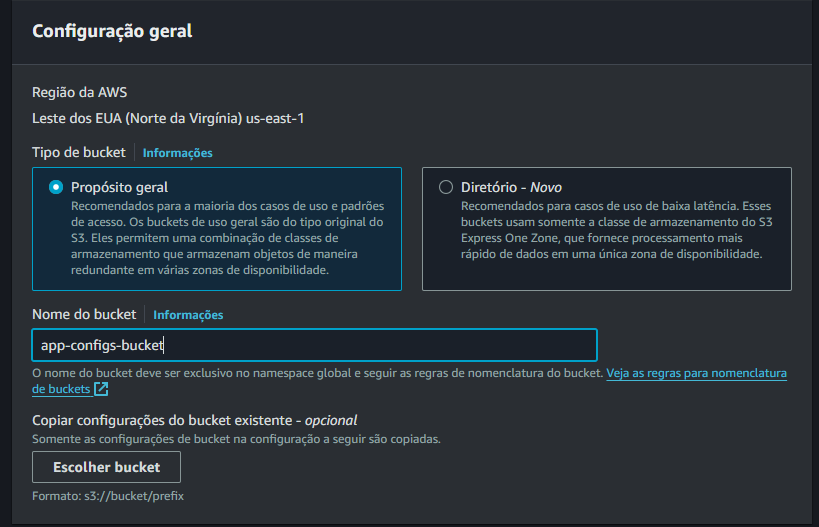 Configuração geral
Região da AWS
Leste dos EUA (Norte da Virgínia) us-east-1
Tipo de bucket Informações
Propósito geral
Recomendados para a maioria dos casos de uso e padrões
de acesso. Os buckets de uso geral são do tipo original do
S3. Eles permitem uma combinação de classes de
armazenamento que armazenam objetos de maneira
redundante em várias zonas de disponibilidade.
Diretório - Novo
Recomendados para casos de uso de baixa latência. Esses
buckets usam somente a classe de armazenamento do S3
Express One Zone, que fornece processamento mais
rápido de dados em uma única zona de disponibilidade.
Nome do bucket Informações
app-configs-bucket
O nome do bucket deve ser exclusivo no namespace global e seguir as regras de nomenclatura do bucket. Veja as regras para nomenclatura
de buckets
Copiar configurações do bucket existente - opcional
Somente as configurações de bucket na configuração a seguir são copiadas.
Escolher bucket
Formato: s3://bucket/prefix